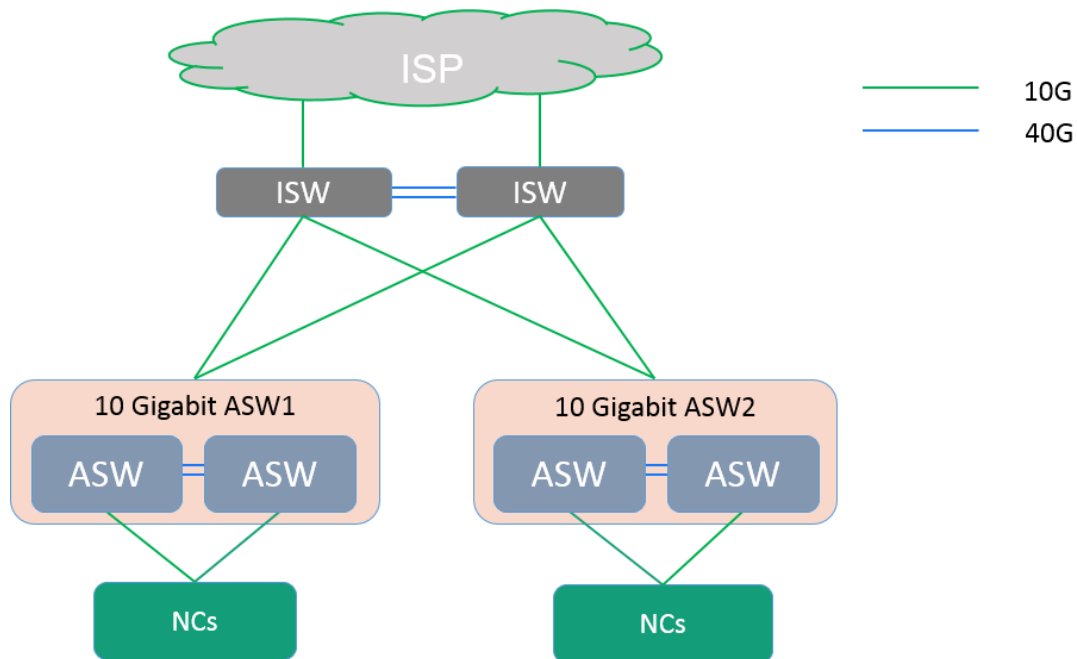 ISP
10G
40G
ISW
ISW
10 Gigabit ASW1
10 Gigabit ASW2
ASW
ASW
ASW
ASW
NCs
NCs